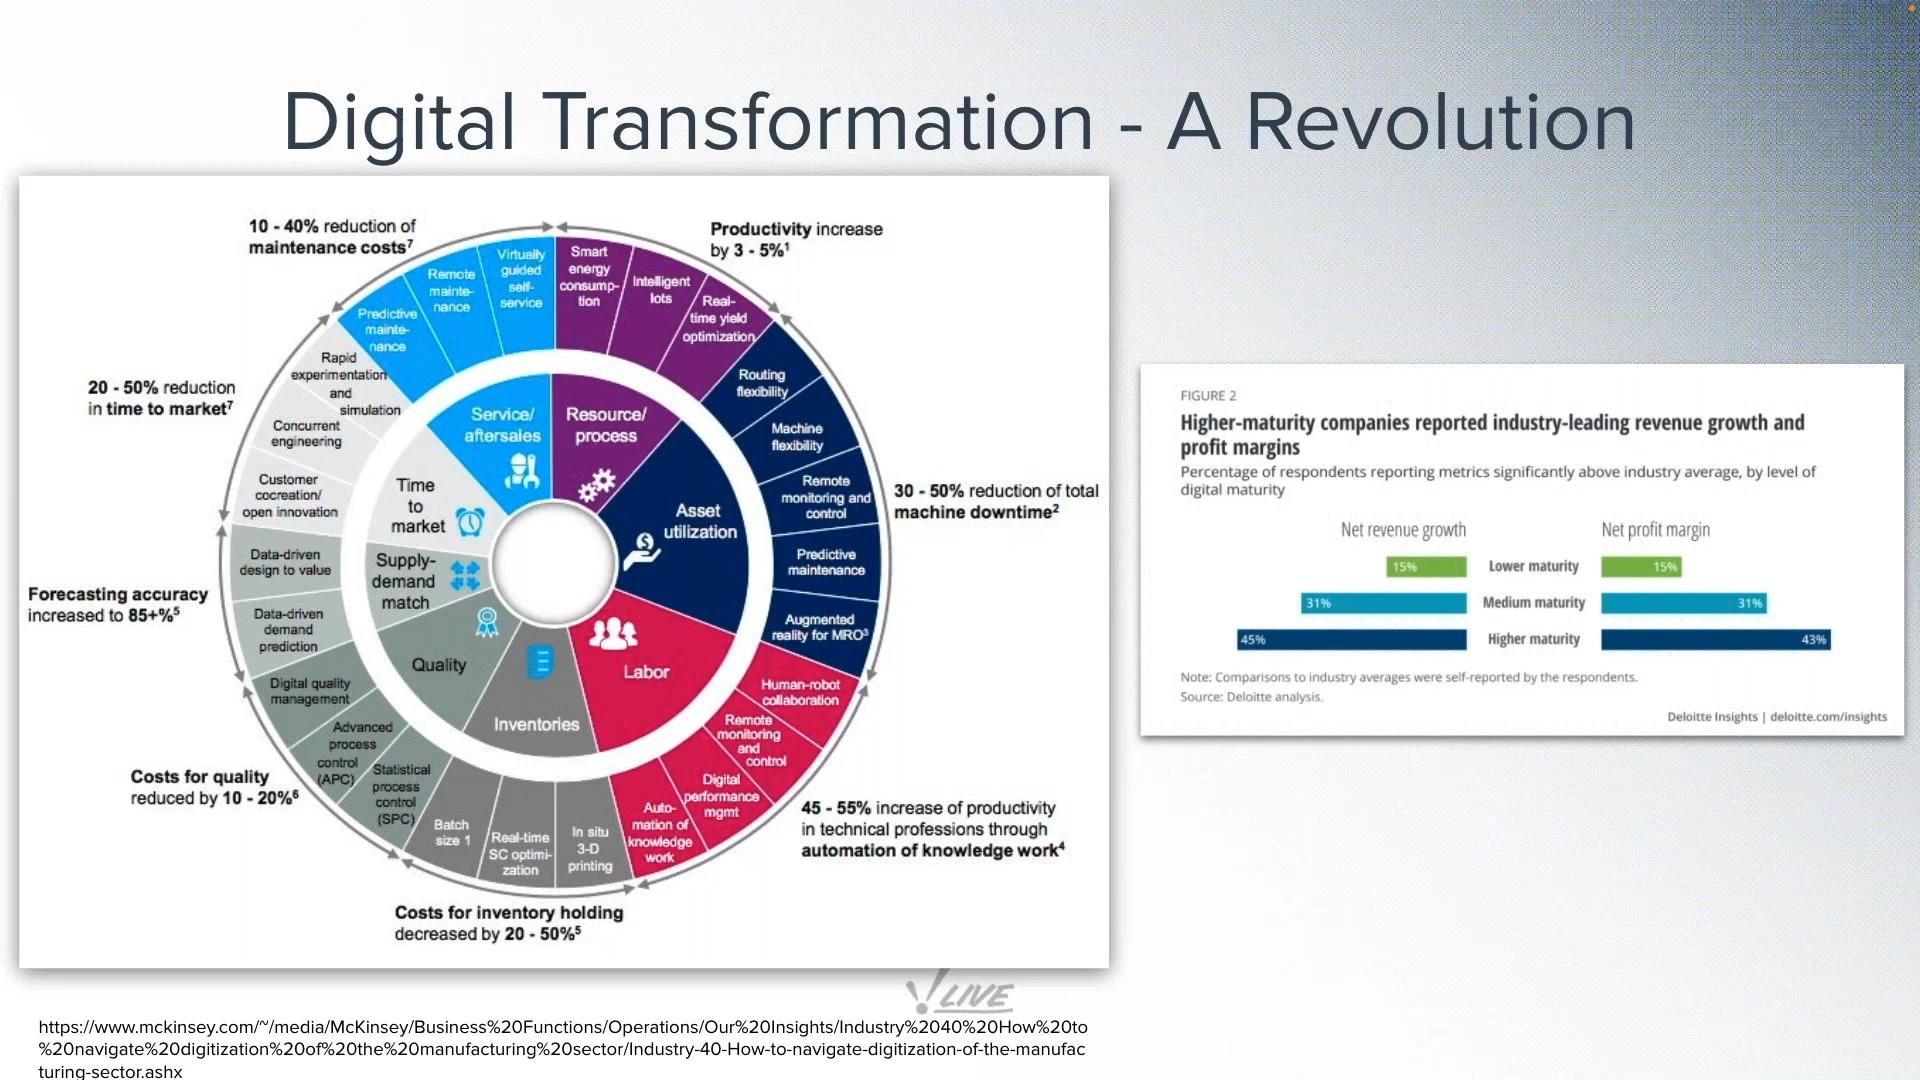 Digital Transformation - A Revolution
10 - 40% reduction of
maintenance costs⁷
Productivity increase
by 3 - 5%¹
20 - 50% reduction
in time to market⁷
30 - 50% reduction of total
machine downtime²
Forecasting accuracy
increased to 85+%⁵
Costs for quality
reduced by 10 - 20%⁶
45 - 55% increase of productivity
in technical professions through
automation of knowledge work⁴
Costs for inventory holding
decreased by 20 - 50%⁵
Predictive
mainte-
nance
Remote
mainte-
nance
Virtually
guided
self-
service
Smart
energy
consump-
tion
Intelligent
lots
Real-
time yield
optimization
Routing
flexibility
Machine
flexibility
Remote
monitoring and
control
Predictive
maintenance
Augmented
reality for MRO³
Human-robot
collaboration
Remote
monitoring
and
control
Digital
performance
mgmt
Auto-
mation of
knowledge
work
In situ
3-D
printing
Real-time
SC optimi-
zation
Batch
size 1
Statistical
process
control
(SPC)
Advanced
process
control
(APC)
Digital quality
management
Data-driven
demand
prediction
Data-driven
design to value
Customer
cocreation/
open innovation
Concurrent
engineering
Rapid
experimentation
and
simulation
Service/
aftersales
Resource/
process
Asset
utilization
Labor
Inventories
Quality
Supply-
demand
match
Time
to
market
$
FIGURE 2
Higher-maturity companies reported industry-leading revenue growth and
profit margins
Percentage of respondents reporting metrics significantly above industry average, by level of
digital maturity
Net revenue growth Net profit margin
15% Lower maturity 15%
31% Medium maturity 31%
45% Higher maturity 43%
Note: Comparisons to industry averages were self-reported by the respondents.
Source: Deloitte analysis.
Deloitte Insights | deloitte.com/insights
LIVE
https://www.mckinsey.com/~/media/McKinsey/Business%20Functions/Operations/Our%20Insights/Industry%2040%20How%20to
%20navigate%20digitization%20of%20the%20manufacturing%20sector/Industry-40-How-to-navigate-digitization-of-the-manufac
turing-sector.ashx